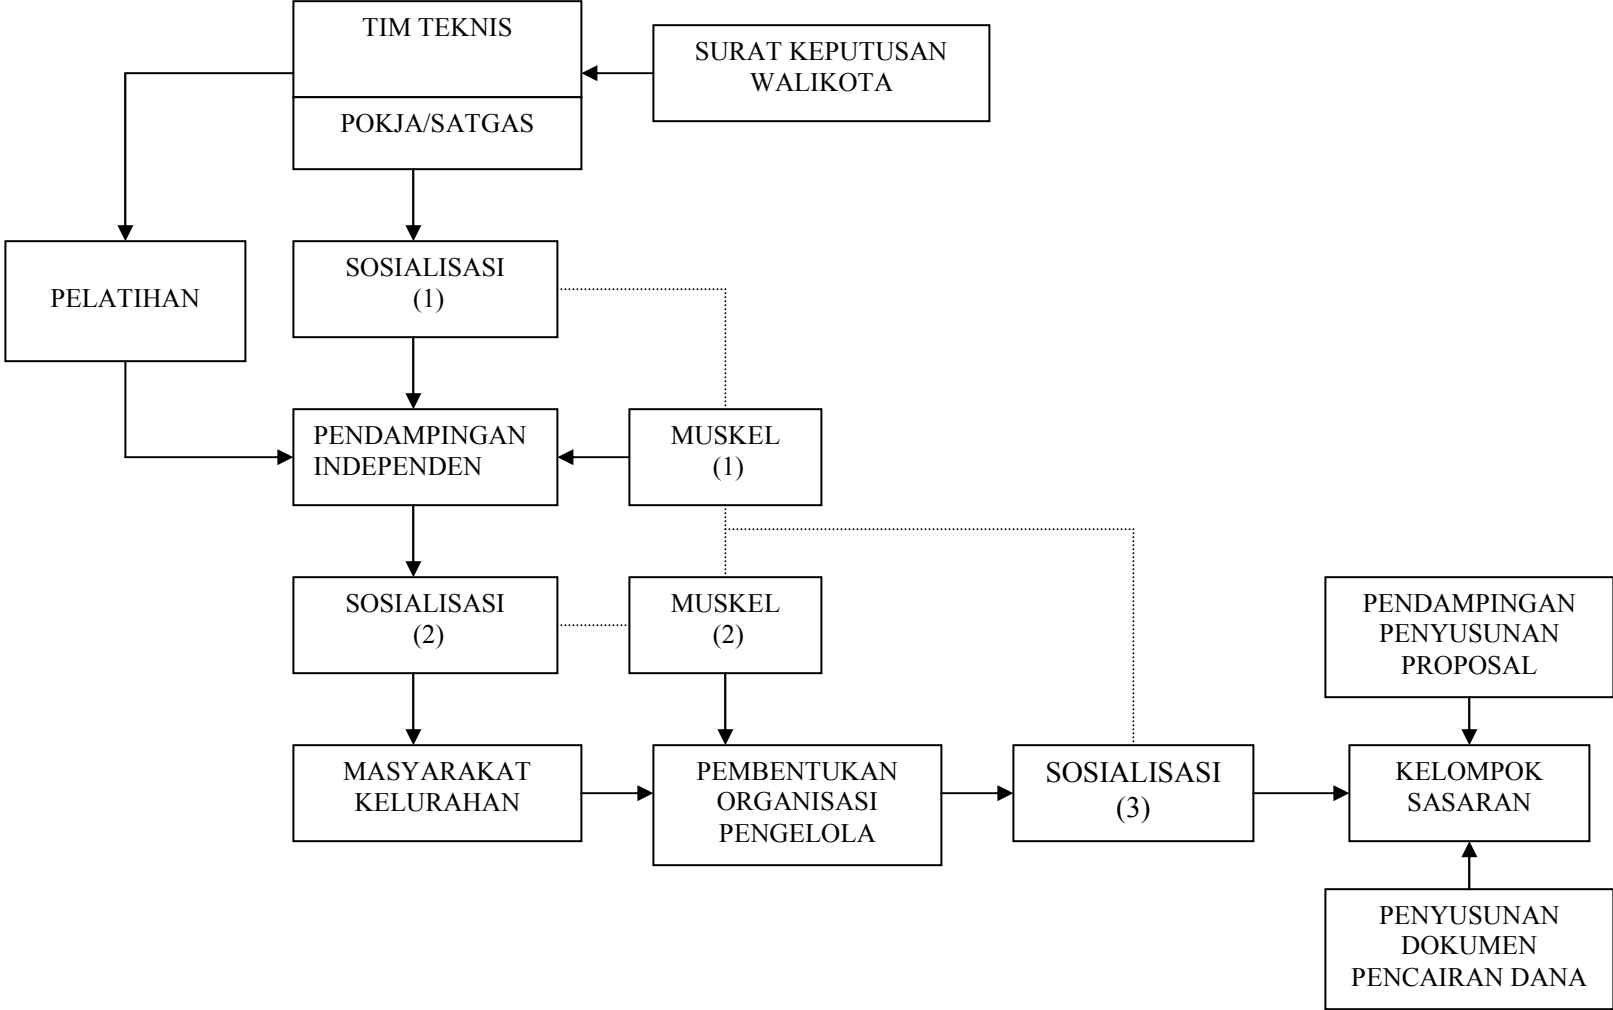 TIM TEKNIS
SURAT KEPUTUSAN
WALIKOTA
POKJA/SATGAS
PELATIHAN
SOSIALISASI
(1)
PENDAMPINGAN
INDEPENDEN
MUSKEL
(1)
SOSIALISASI
(2)
MUSKEL
(2)
PENDAMPINGAN
PENYUSUNAN
PROPOSAL
MASYARAKAT
KELURAHAN
PEMBENTUKAN
ORGANISASI
PENGELOLA
SOSIALISASI
(3)
KELOMPOK
SASARAN
PENYUSUNAN
DOKUMEN
PENCAIRAN DANA